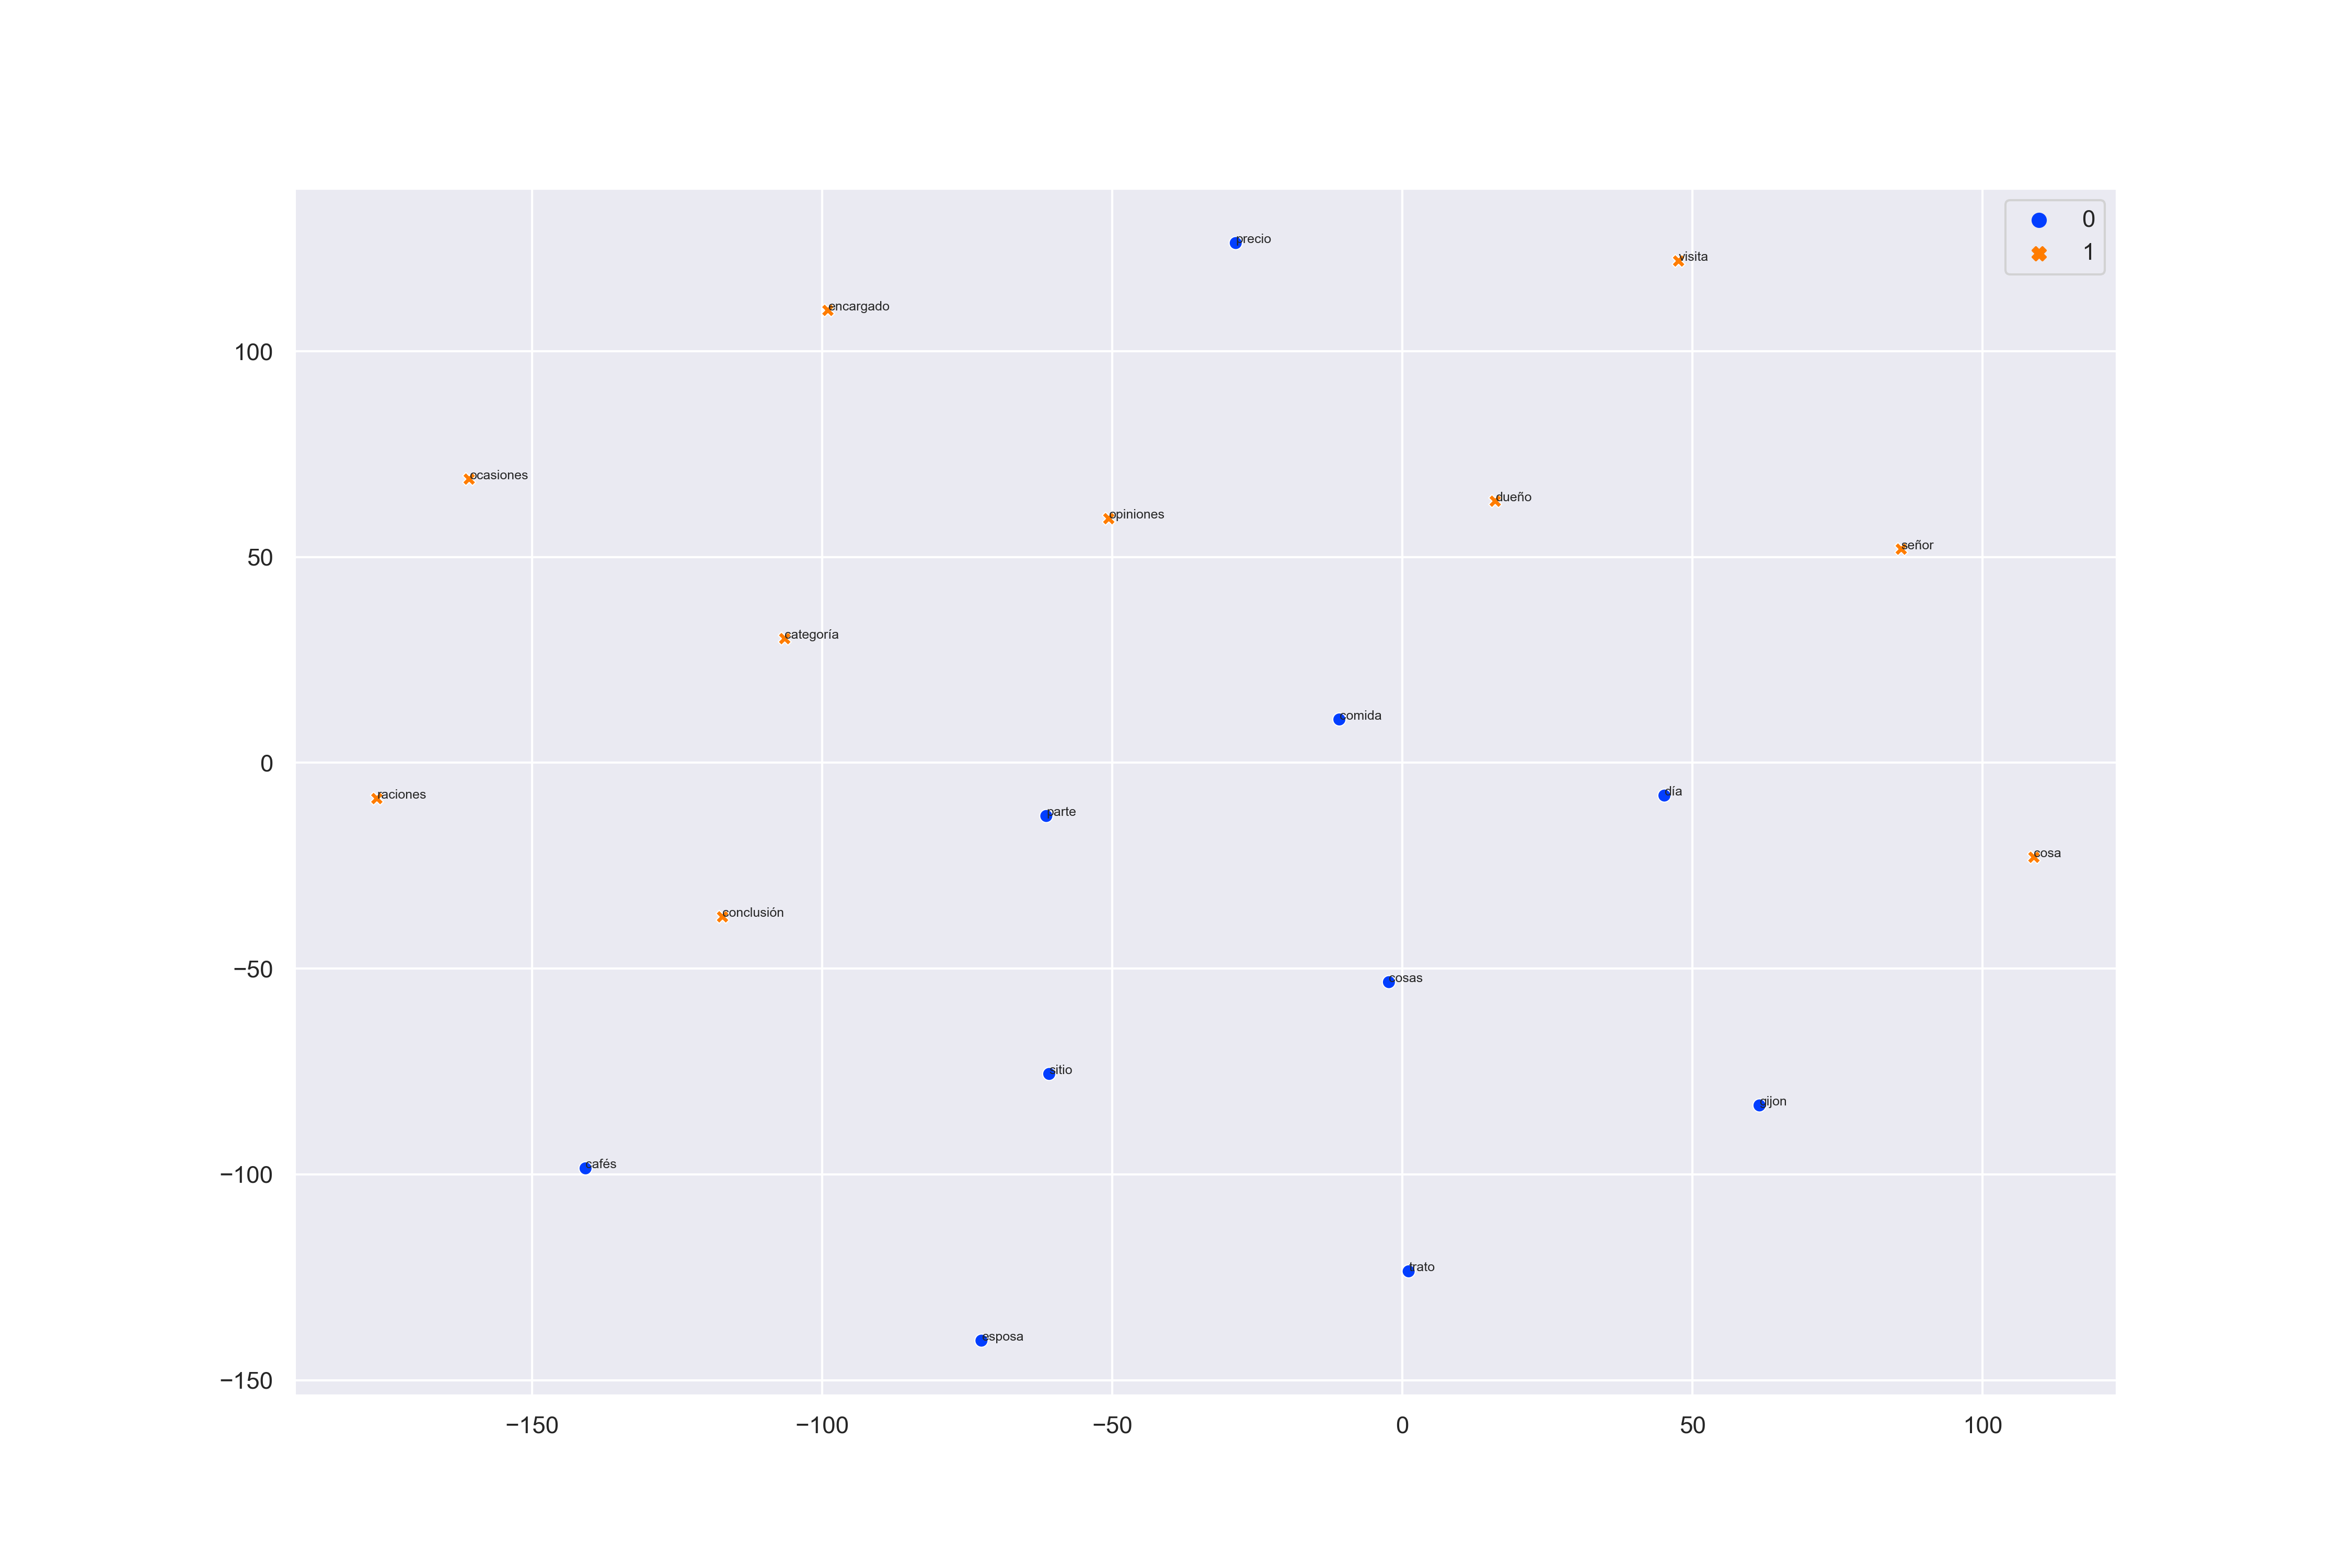 precio
0
visita
1
encargado
100
ocasiones
dueño
opiniones
señor
50
categoría
comida
0
día
raciones
parte
cosa
conclusión
−50
cosas
sitio
gijon
cafés
−100
trato
esposa
−150
−150 −100 −50 0 50 100